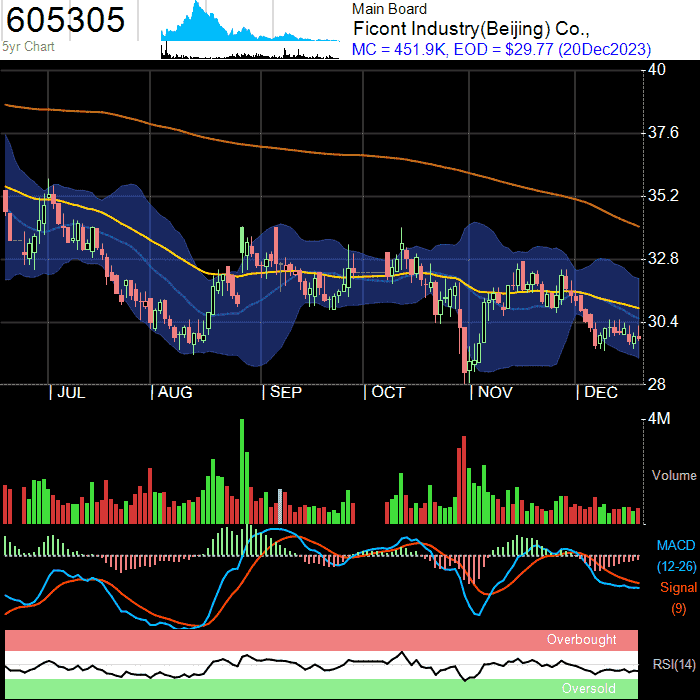 605305
5yr Chart
Main Board
Ficont Industry(Beijing) Co.,
MC = 451.9K, EOD = $29.77 (20Dec2023)
40
37.6
35.2
32.8
30.4
28
| JUL | AUG | SEP | OCT | NOV | DEC
4M
Volume
MACD
(12-26)
Signal
(9)
Overbought
RSI(14)
Oversold